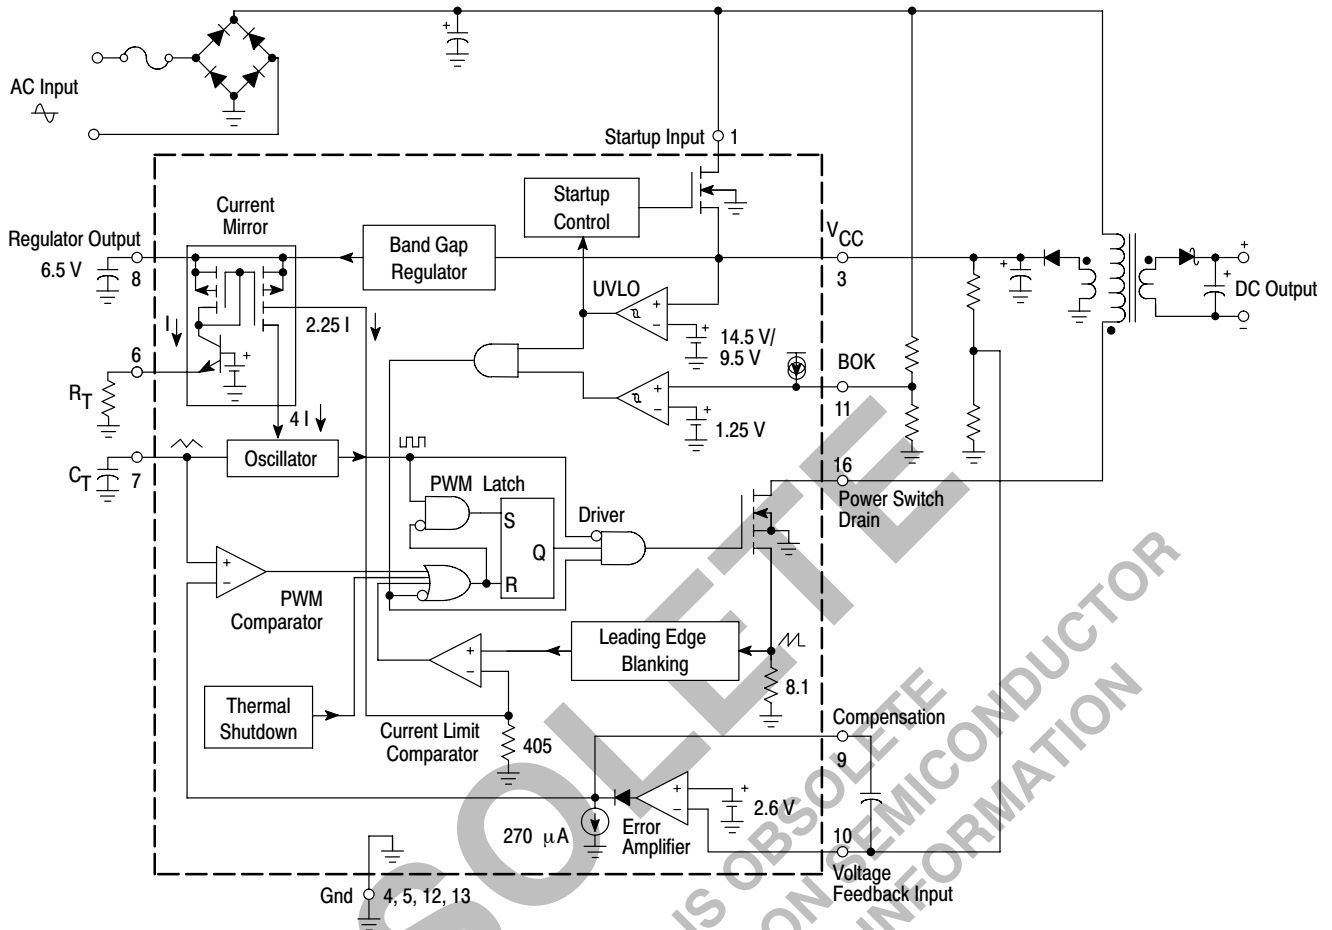 AC Input
Startup Input
1
Startup
Control
Current
Mirror
Regulator Output
6.5 V
8
Band Gap
Regulator
VCC
3
DC Output
+
−
UVLO
14.5 V/
9.5 V
I
2.25 I
6
RT
BOK
11
1.25 V
4 I
CT
7
Oscillator
16
Power Switch
Drain
PWM Latch
S
Q
R
Driver
PWM
Comparator
Leading Edge
Blanking
8.1
Thermal
Shutdown
Current Limit
Comparator
405
Compensation
9
270 µA
Error
Amplifier
2.6 V
10
Voltage
Feedback Input
Gnd
4, 5, 12, 13
SOLETE
IS OBSOLETE
ON SEMICONDUCTOR
INFORMATION